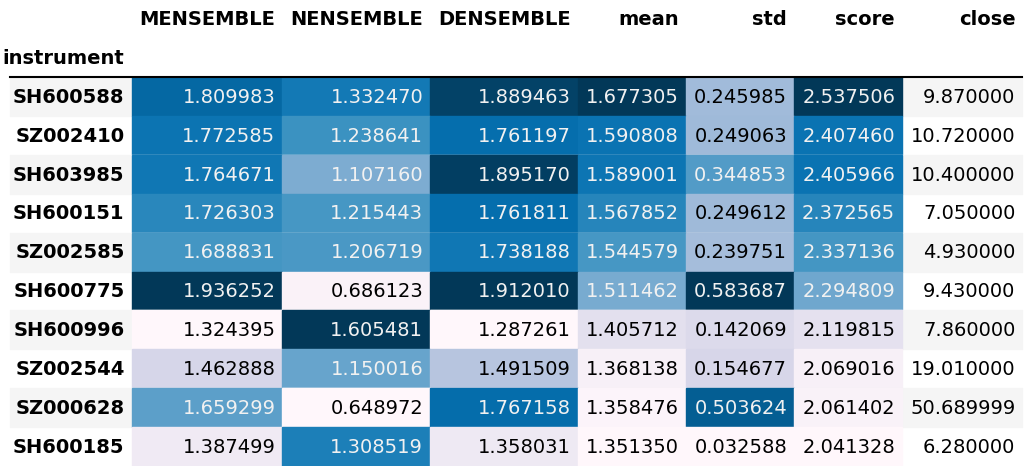 MENSEMBLE NENSEMBLE DENSEMBLE mean std score close
instrument
SH600588 1.809983 1.332470 1.889463 1.677305 0.245985 2.537506 9.870000
SZ002410 1.772585 1.238641 1.761197 1.590808 0.249063 2.407460 10.720000
SH603985 1.764671 1.107160 1.895170 1.589001 0.344853 2.405966 10.400000
SH600151 1.726303 1.215443 1.761811 1.567852 0.249612 2.372565 7.050000
SZ002585 1.688831 1.206719 1.738188 1.544579 0.239751 2.337136 4.930000
SH600775 1.936252 0.686123 1.912010 1.511462 0.583687 2.294809 9.430000
SH600996 1.324395 1.605481 1.287261 1.405712 0.142069 2.119815 7.860000
SZ002544 1.462888 1.150016 1.491509 1.368138 0.154677 2.069016 19.010000
SZ000628 1.659299 0.648972 1.767158 1.358476 0.503624 2.061402 50.689999
SH600185 1.387499 1.308519 1.358031 1.351350 0.032588 2.041328 6.280000